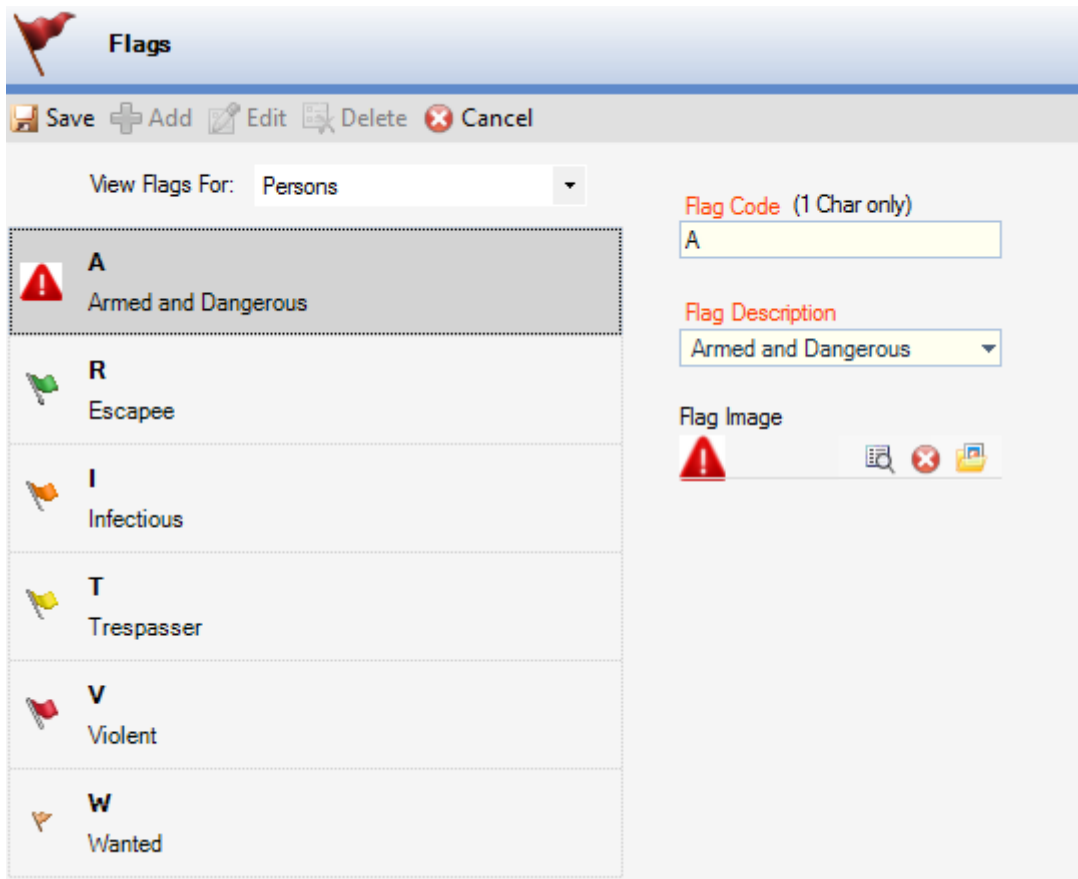 Flags
Save Add Edit Delete Cancel
View Flags For: Persons
A
Armed and Dangerous
R
Escapee
I
Infectious
T
Trespasser
V
Violent
W
Wanted
Flag Code (1 Char only)
A
Flag Description
Armed and Dangerous
Flag Image